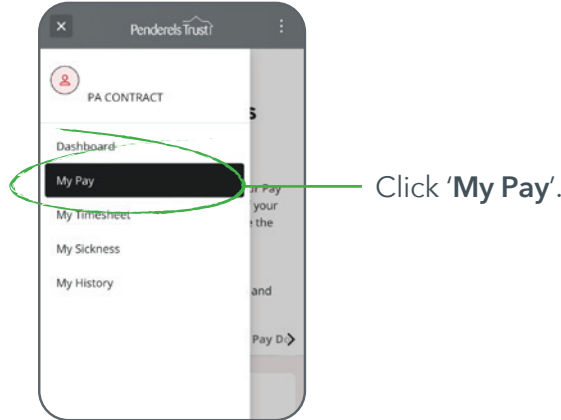 Penderels Trust
PA CONTRACT
s
Dashboard
My Pay
ur Pay
My Timesheet
your
e the
My Sickness
My History
and
Pay Do
Click ‘My Pay’.